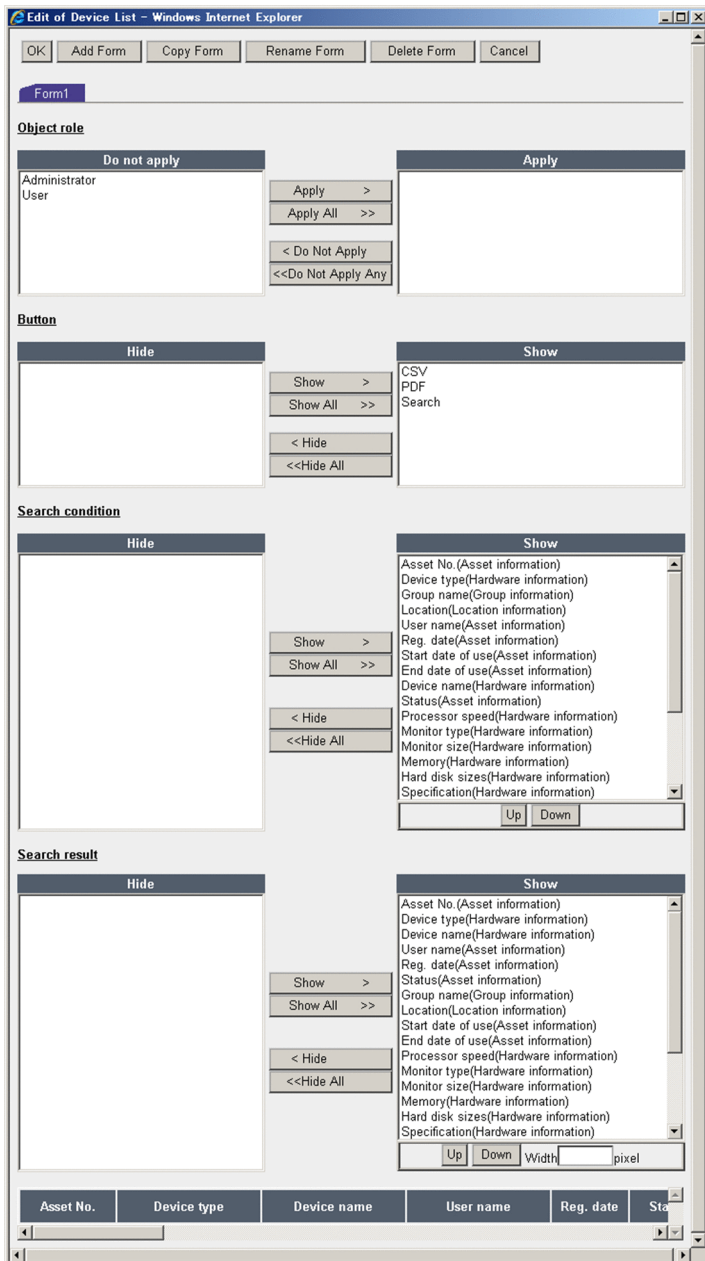 Edit of Device List - Windows Internet Explorer
OK Add Form Copy Form Rename Form Delete Form Cancel
Form1
Object role
Do not apply
Administrator
User
Apply >
Apply All >>
< Do Not Apply
<<Do Not Apply Any
Apply
Button
Hide
Show >
Show All >>
< Hide
<<Hide All
Show
CSV
PDF
Search
Search condition
Hide
Show >
Show All >>
< Hide
<<Hide All
Show
Asset No.(Asset information)
Device type(Hardware information)
Group name(Group information)
Location(Location information)
User name(Asset information)
Reg. date(Asset information)
Start date of use(Asset information)
End date of use(Asset information)
Device name(Hardware information)
Status(Asset information)
Processor speed(Hardware information)
Monitor type(Hardware information)
Monitor size(Hardware information)
Memory(Hardware information)
Hard disk sizes(Hardware information)
Specification(Hardware information)
Up Down
Search result
Hide
Show >
Show All >>
< Hide
<<Hide All
Show
Asset No.(Asset information)
Device type(Hardware information)
Device name(Hardware information)
User name(Asset information)
Reg. date(Asset information)
Status(Asset information)
Group name(Group information)
Location(Location information)
Start date of use(Asset information)
End date of use(Asset information)
Processor speed(Hardware information)
Monitor type(Hardware information)
Monitor size(Hardware information)
Memory(Hardware information)
Hard disk sizes(Hardware information)
Specification(Hardware information)
Up Down Width pixel
Asset No. Device type Device name User name Reg. date Sta